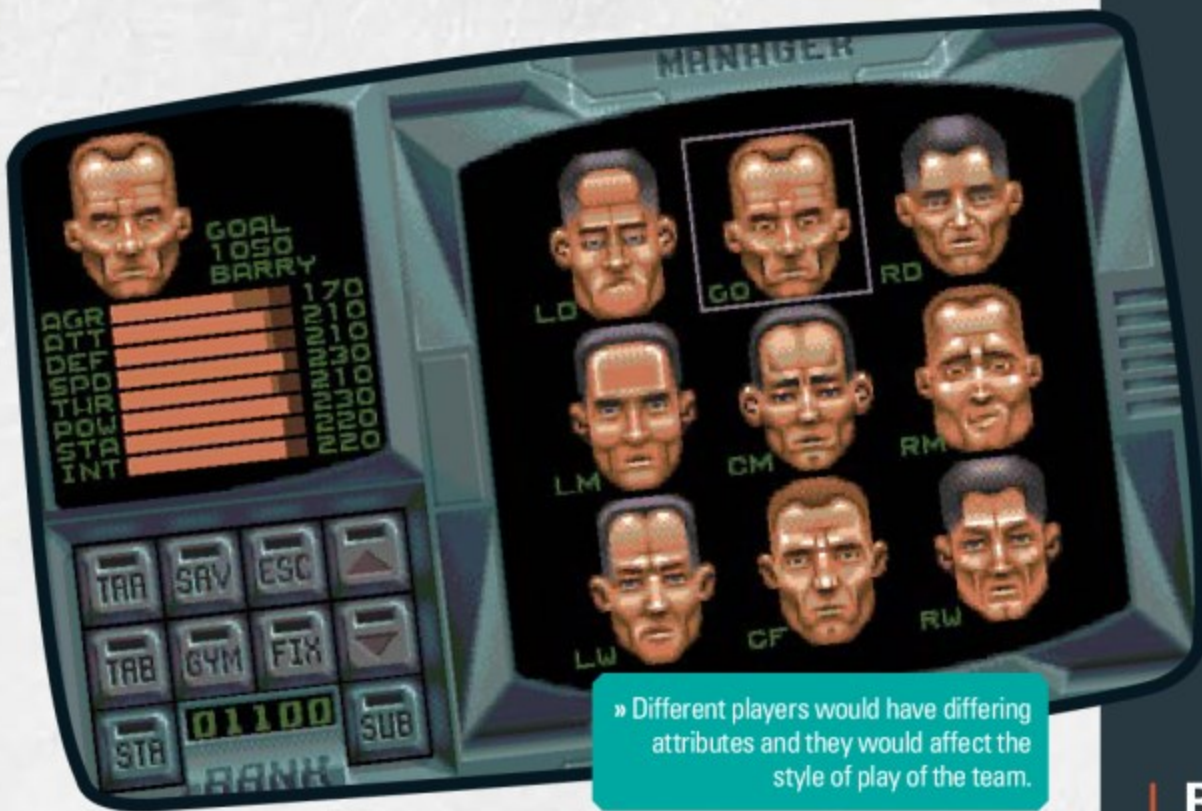 MANAGER
GOAL
1050
BARRY
AGR 170
ATT 210
DEF 210
SPD 230
THR 210
POW 230
STA 220
INT 220
LD
GO
RD
LM
CM
RM
LW
CF
RW
TRA SAV ESC
TAB GYM FIX
STA 01100 SUB
BANK
» Different players would have differing
attributes and they would affect the
style of play of the team.